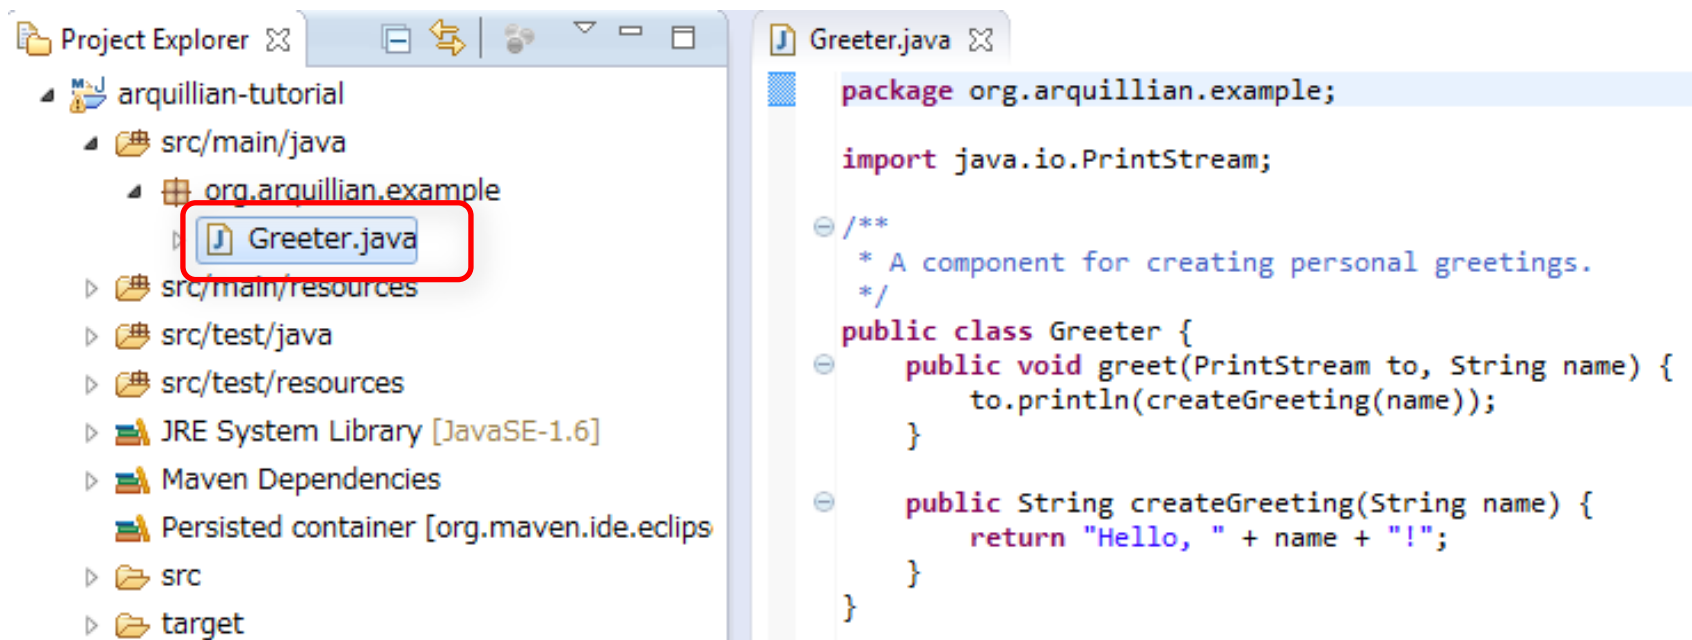 Project Explorer
arquillian-tutorial
src/main/java
org.arquillian.example
Greeter.java
src/main/resources
src/test/java
src/test/resources
JRE System Library [JavaSE-1.6]
Maven Dependencies
Persisted container [org.maven.ide.eclips
src
target
Greeter.java
package org.arquillian.example;
import java.io.PrintStream;
/**
 * A component for creating personal greetings.
 */
public class Greeter {
    public void greet(PrintStream to, String name) {
        to.println(createGreeting(name));
    }
    public String createGreeting(String name) {
        return "Hello, " + name + "!";
    }
}